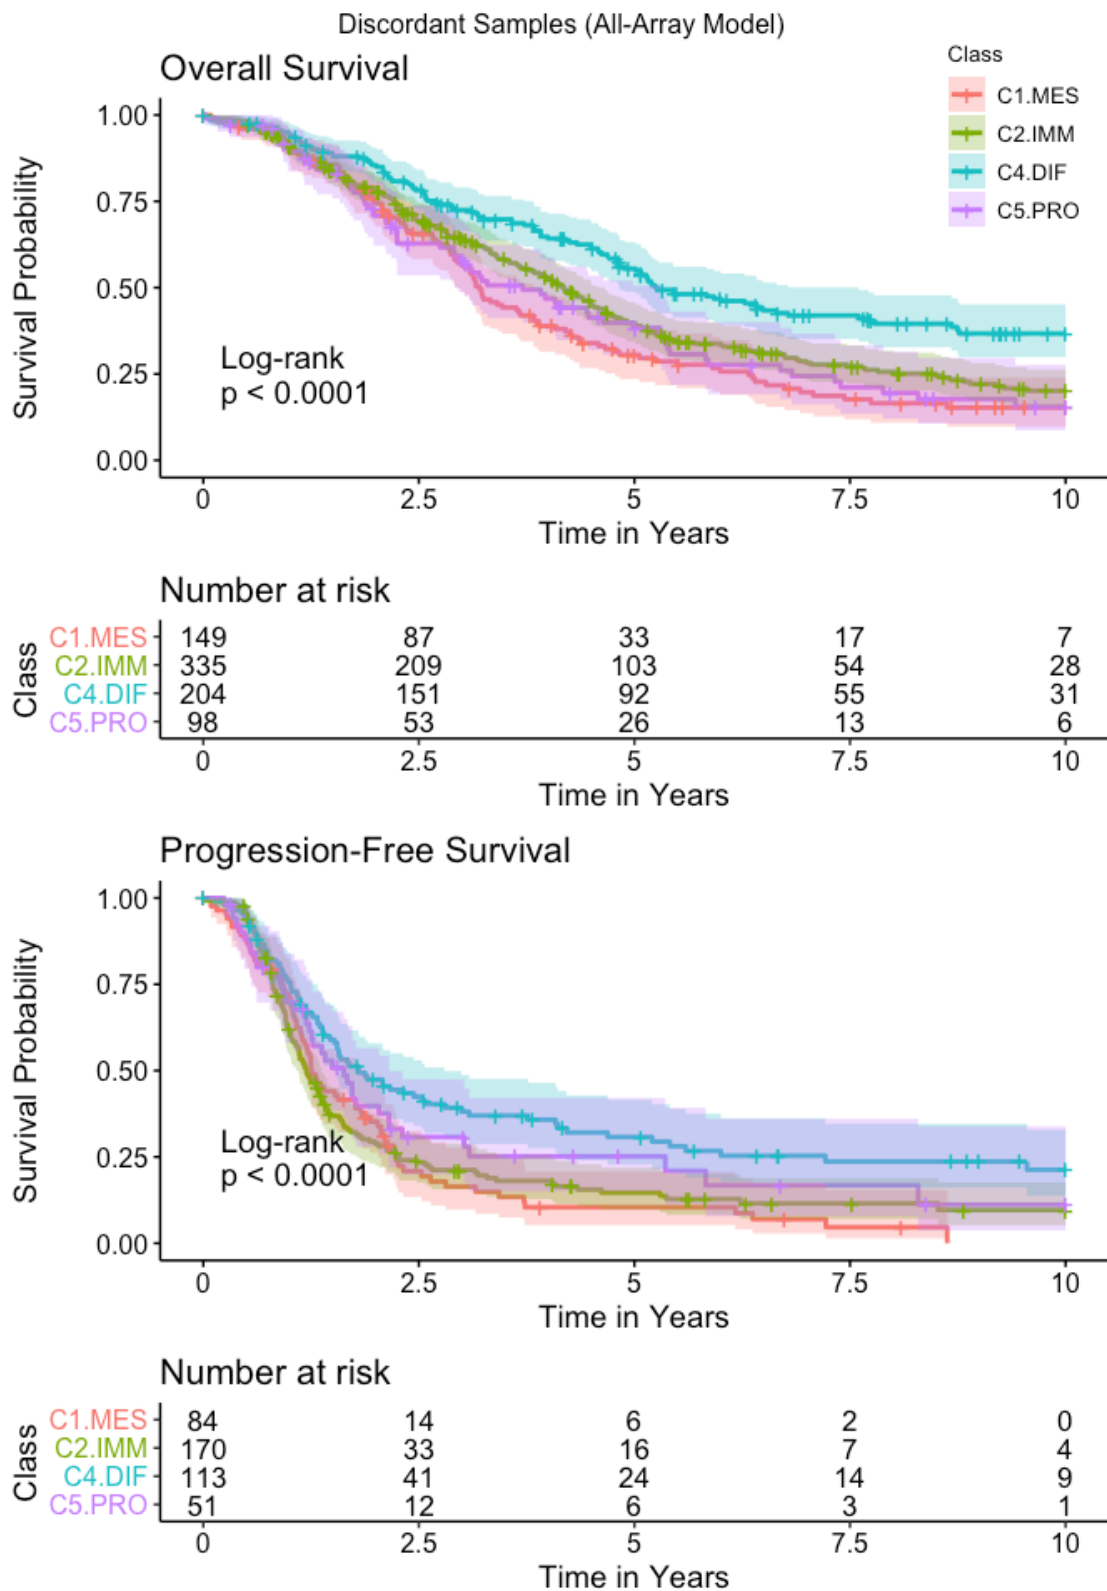 Discordant Samples (All-Array Model)
Overall Survival
Class
C1.MES
C2.IMM
C4.DIF
C5.PRO
Survival Probability
1.00
0.75
0.50
0.25
0.00
Log-rank
p < 0.0001
0 2.5 5 7.5 10
Time in Years
Number at risk
Class
C1.MES 149 87 33 17 7
C2.IMM 335 209 103 54 28
C4.DIF 204 151 92 55 31
C5.PRO 98 53 26 13 6
0 2.5 5 7.5 10
Time in Years
Progression-Free Survival
Survival Probability
1.00
0.75
0.50
0.25
0.00
Log-rank
p < 0.0001
0 2.5 5 7.5 10
Time in Years
Number at risk
Class
C1.MES 84 14 6 2 0
C2.IMM 170 33 16 7 4
C4.DIF 113 41 24 14 9
C5.PRO 51 12 6 3 1
0 2.5 5 7.5 10
Time in Years